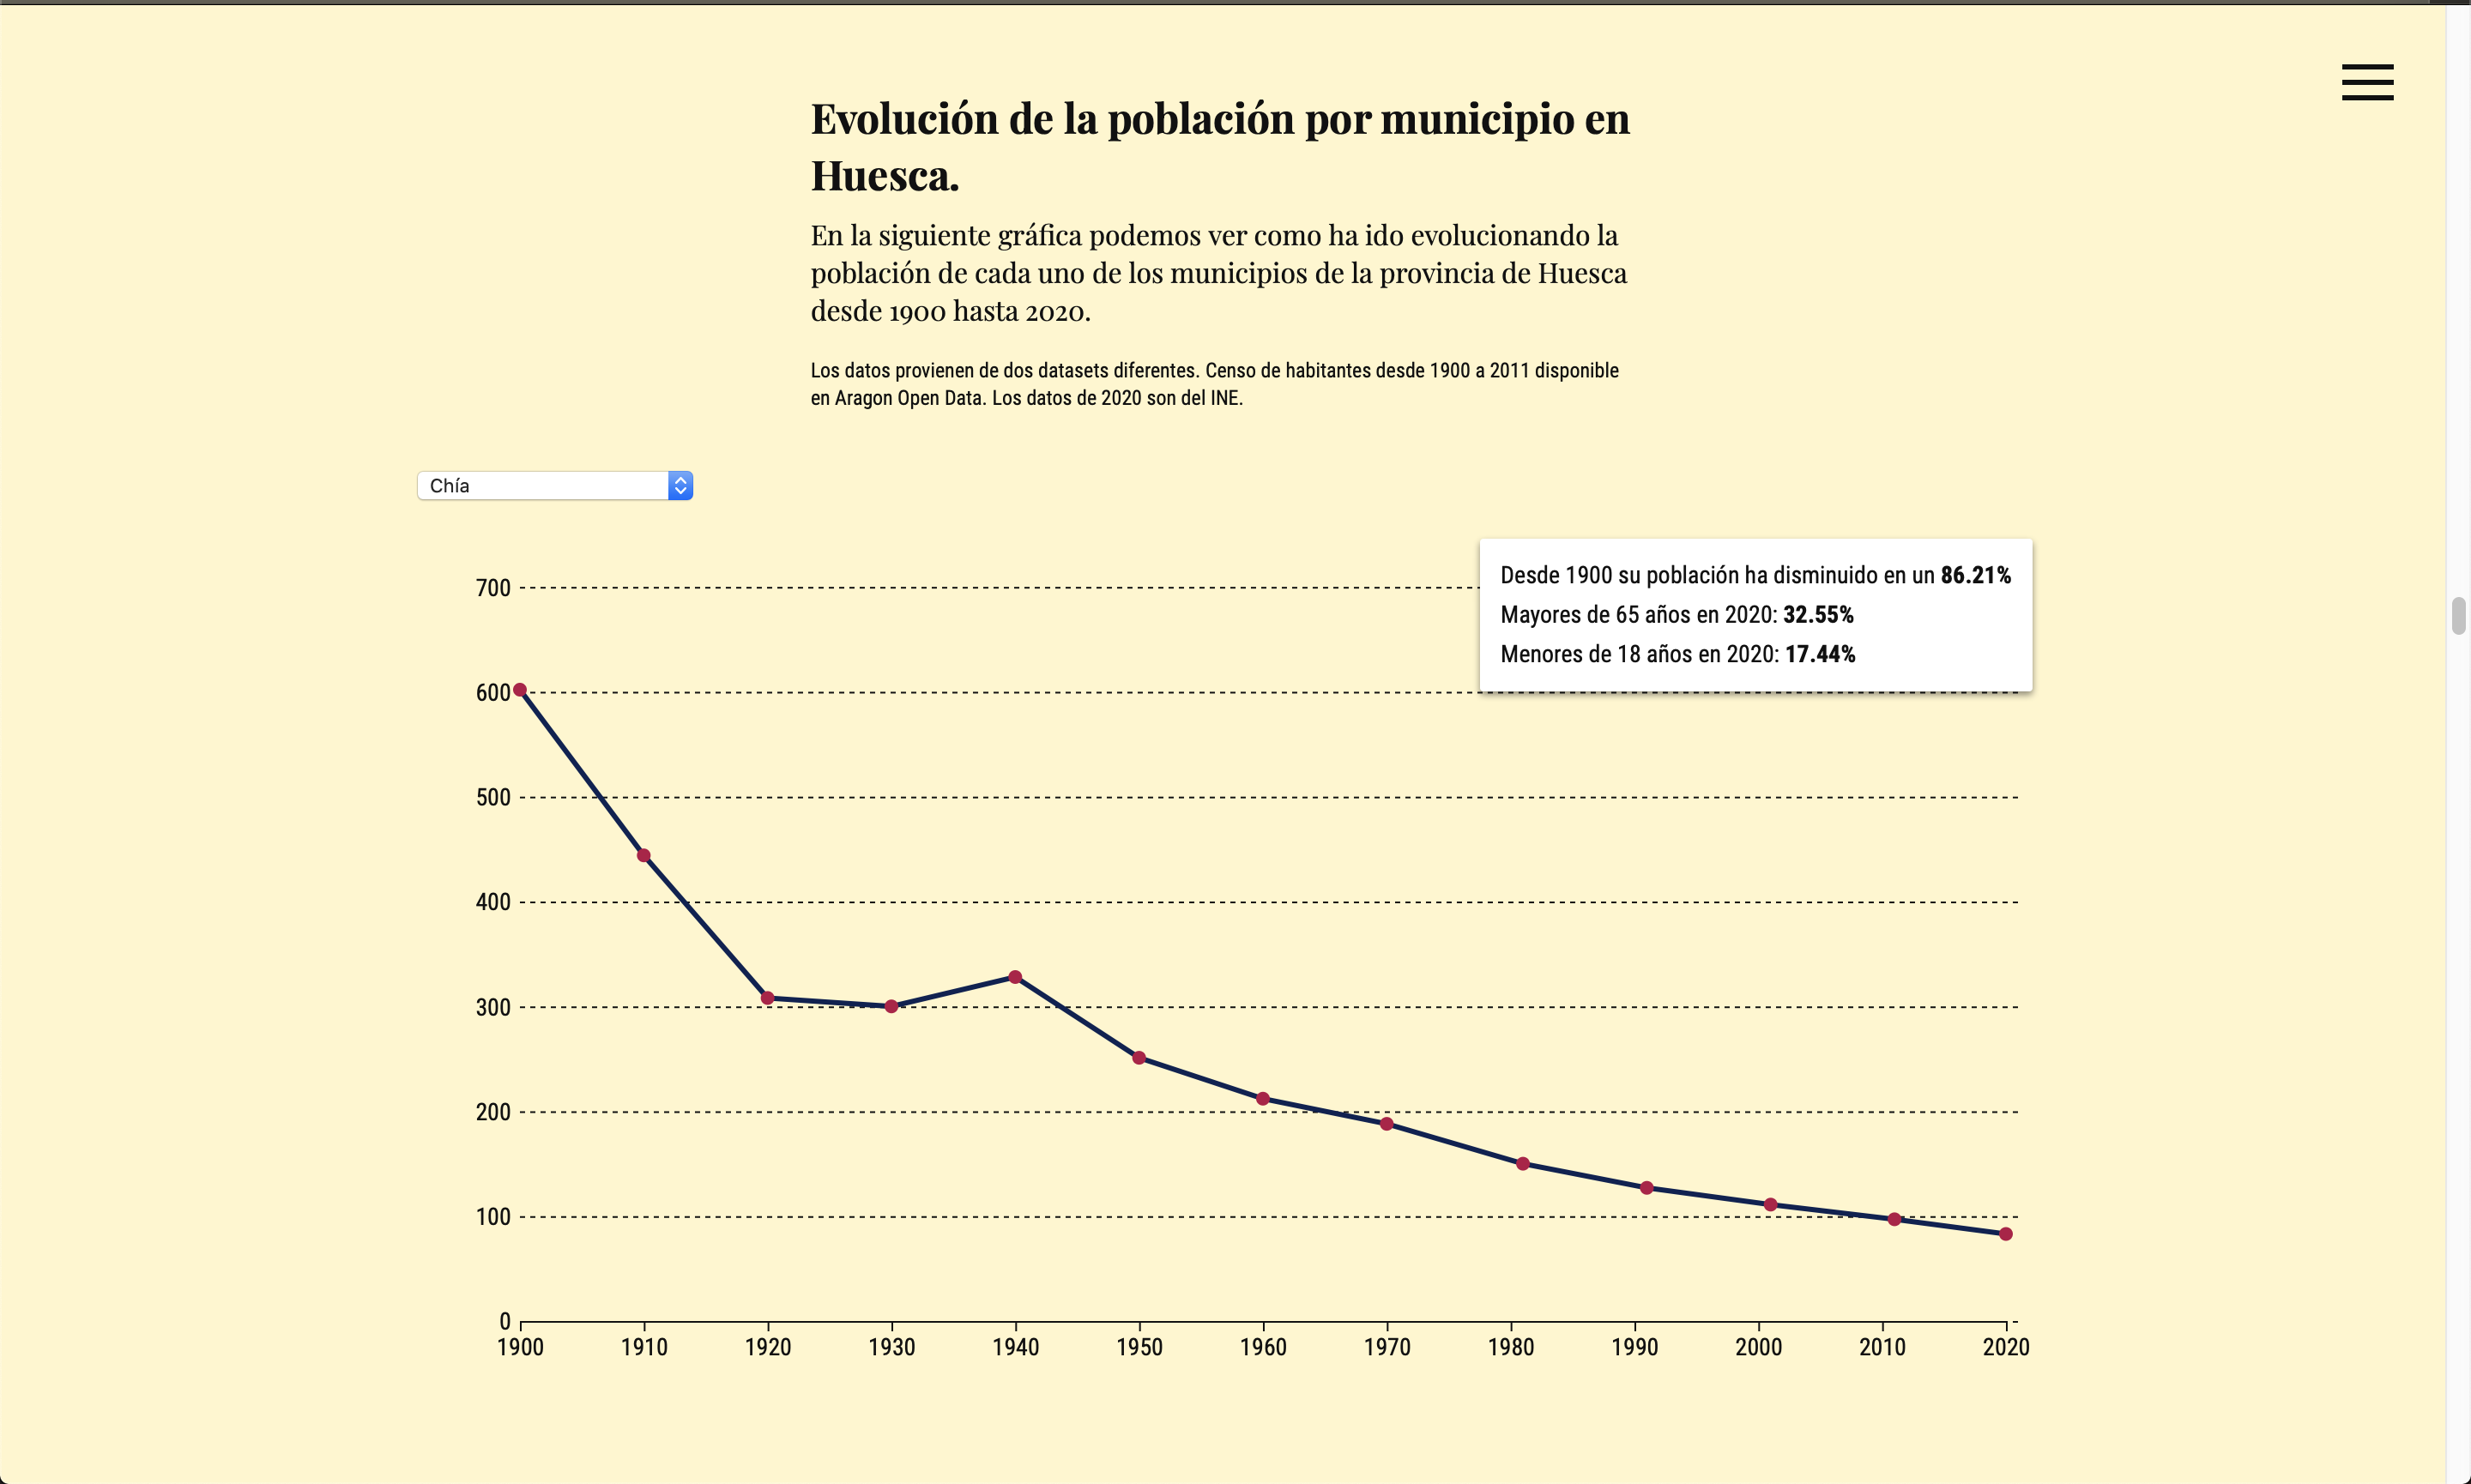 Evolución de la población por municipio en
Huesca.
En la siguiente gráfica podemos ver como ha ido evolucionando la
población de cada uno de los municipios de la provincia de Huesca
desde 1900 hasta 2020.
Los datos provienen de dos datasets diferentes. Censo de habitantes desde 1900 a 2011 disponible
en Aragon Open Data. Los datos de 2020 son del INE.
Chía
Desde 1900 su población ha disminuido en un 86.21%
Mayores de 65 años en 2020: 32.55%
Menores de 18 años en 2020: 17.44%
700
600
500
400
300
200
100
0
1900 1910 1920 1930 1940 1950 1960 1970 1980 1990 2000 2010 2020